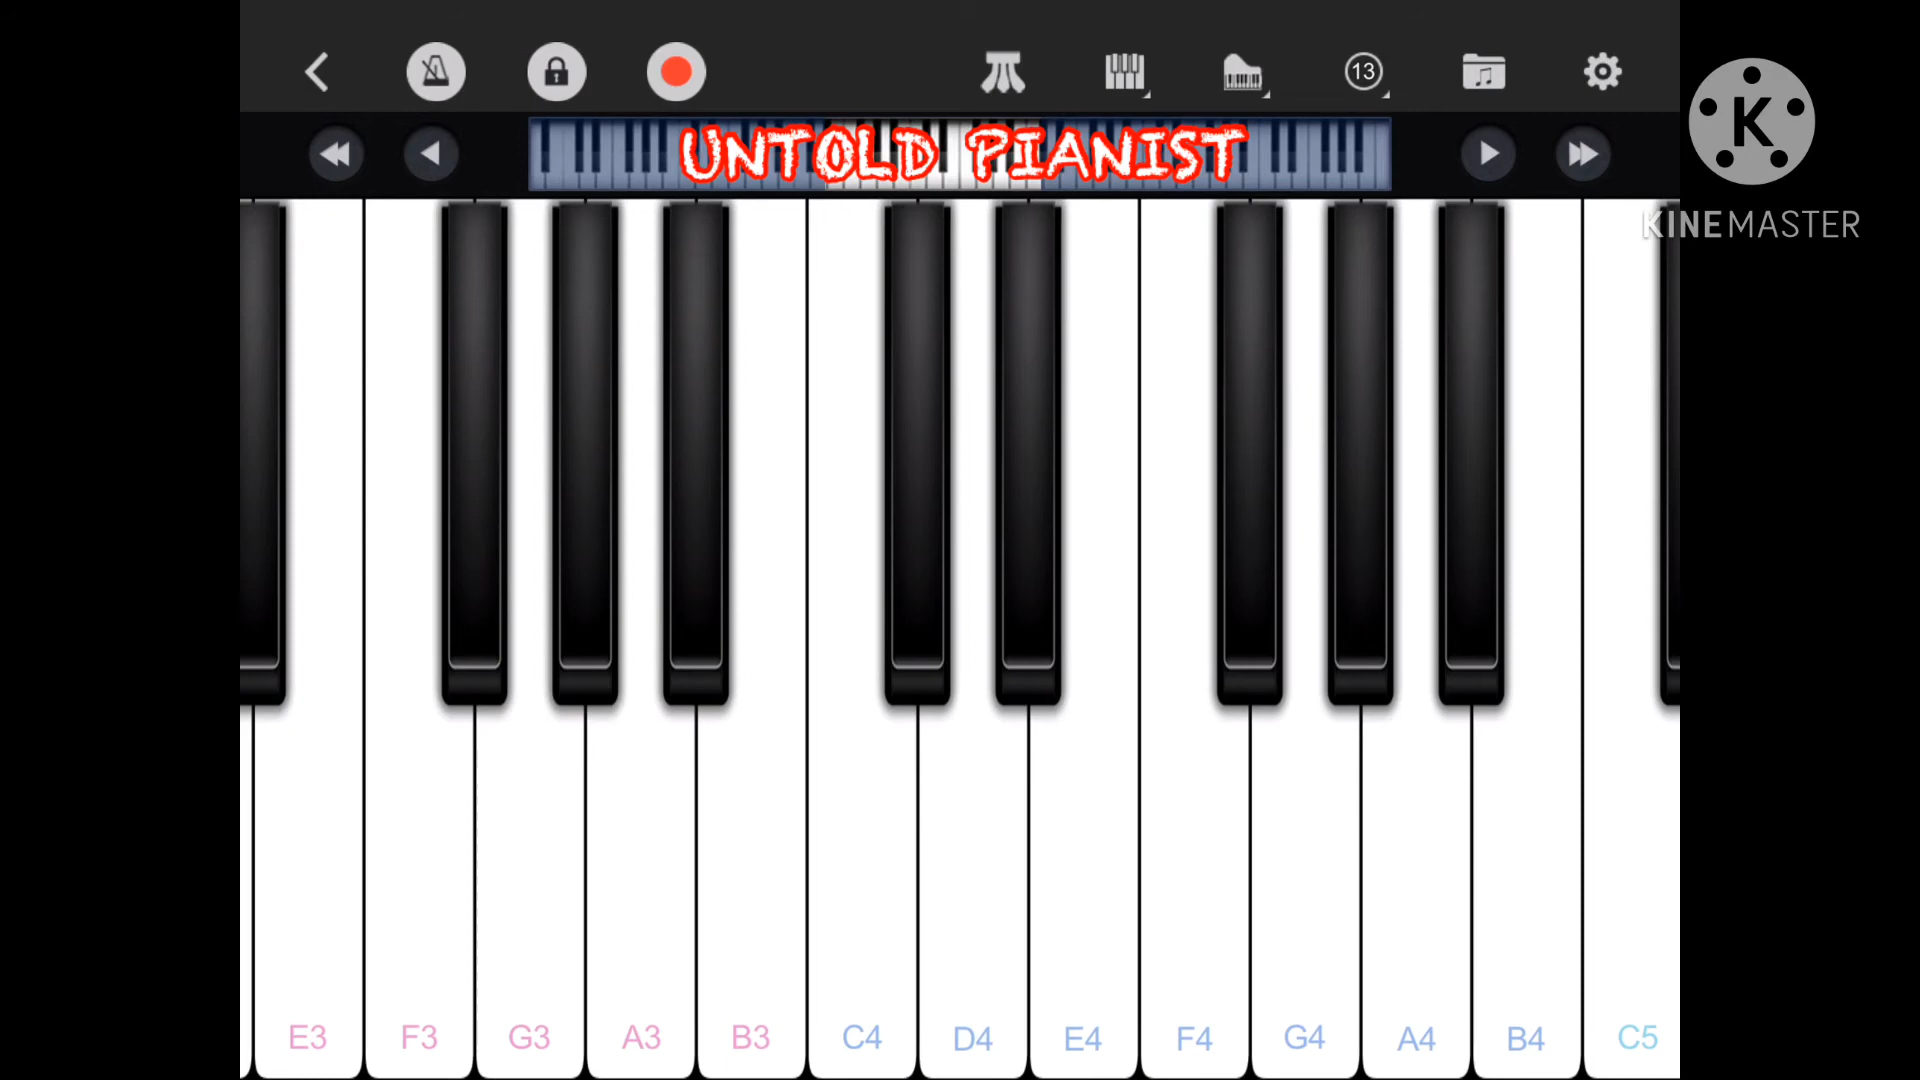 13
UNTOLD PIANIST
K
KINEMASTER
E3 F3 G3 A3 B3 C4 D4 E4 F4 G4 A4 B4 C5